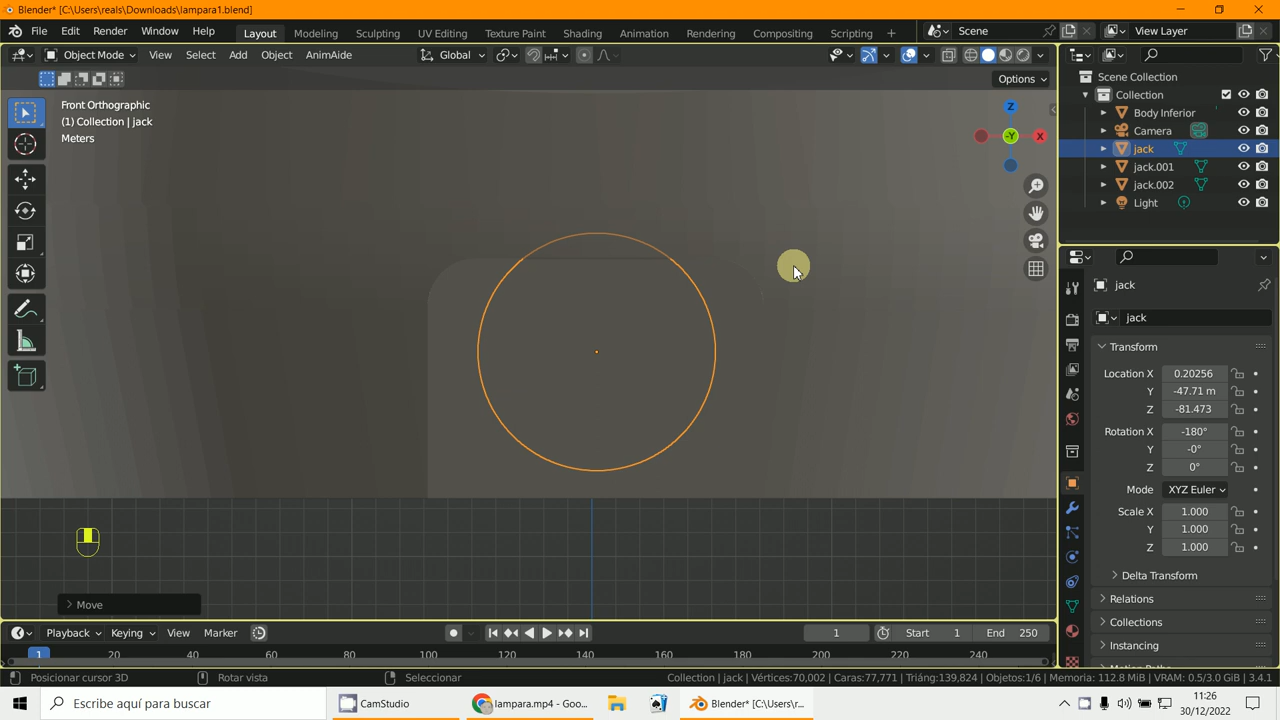 Blender* [C:\Users\reals\Downloads\lampara1.blend]
File Edit Render Window Help Layout Modeling Sculpting UV Editing Texture Paint Shading Animation Rendering Compositing Scripting + Scene View Layer
Object Mode View Select Add Object AnimAide Global
Options
Front Orthographic
(1) Collection | jack
Meters
Z
X
-Y
Scene Collection
Collection
Body Inferior
Camera
jack
jack.001
jack.002
Light
jack
jack
Transform
Location X 0.20256
Y -47.71 m
Z -81.473
Rotation X -180°
Y -0°
Z 0°
Mode XYZ Euler
Scale X 1.000
Y 1.000
Z 1.000
Delta Transform
Relations
Collections
Instancing
Move
Playback Keying View Marker 1 Start 1 End 250
1 20 40 60 80 100 120 140 160 180 200 220 240
Posicionar cursor 3D Rotar vista Seleccionar Collection | jack | Vértices:70,002 | Caras:77,771 | Triáng:139,824 | Objetos:1/6 | Memoria: 112.8 MiB | VRAM: 0.5/3.0 GiB | 3.4.1
Escribe aquí para buscar CamStudio lampara.mp4 - Goo... Blender* [C:\Users\r...
11:26
30/12/2022